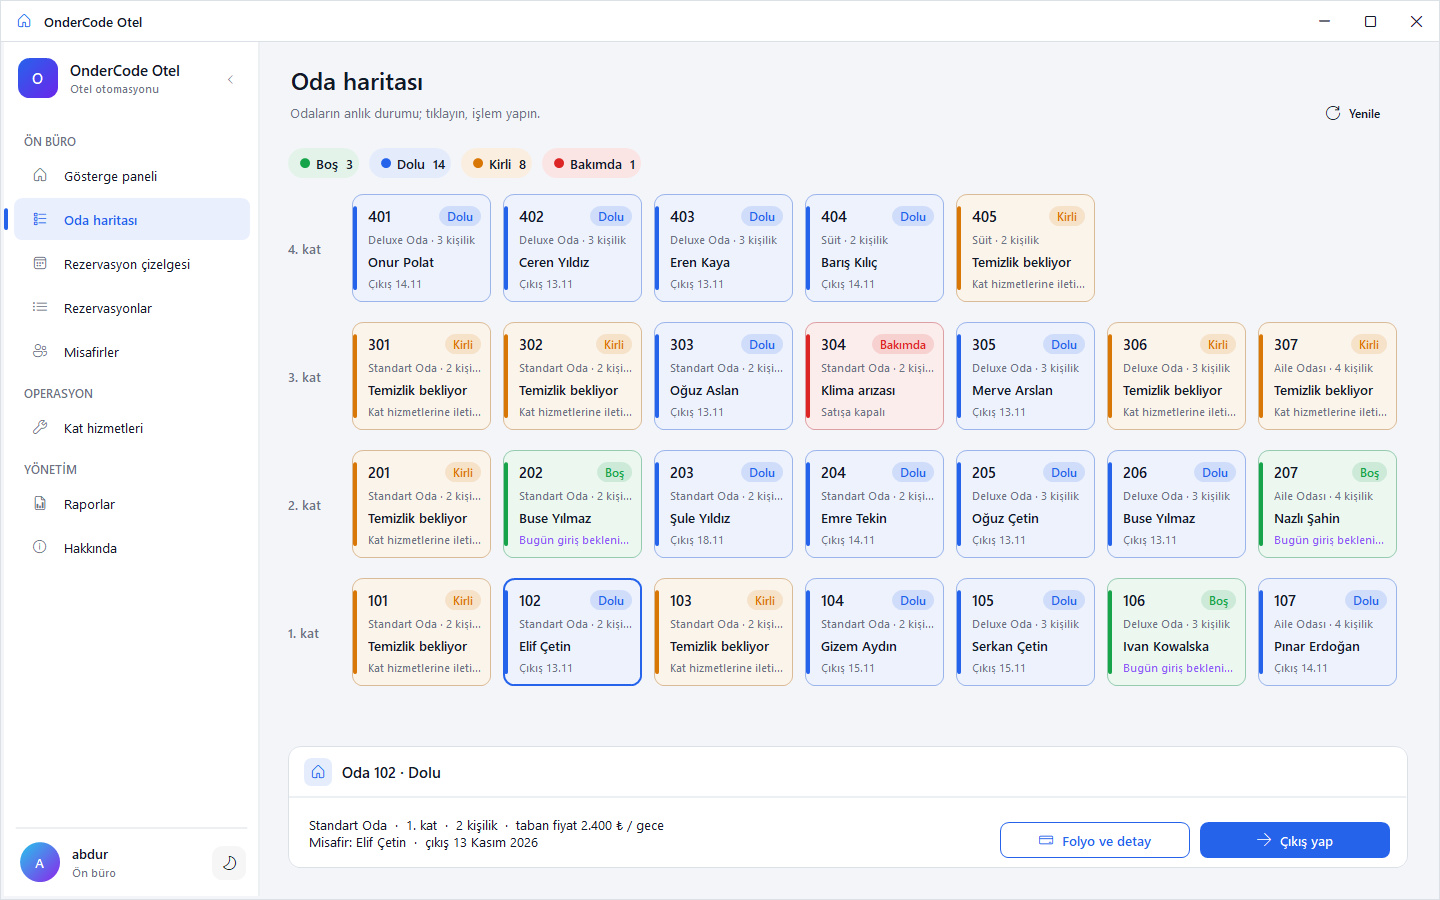 OnderCode Otel
O
OnderCode Otel
Otel otomasyonu
ÖN BÜRO
Gösterge paneli
Oda haritası
Rezervasyon çizelgesi
Rezervasyonlar
Misafirler
OPERASYON
Kat hizmetleri
YÖNETİM
Raporlar
Hakkında
A
abdur
Ön büro
Oda haritası
Odaların anlık durumu; tıklayın, işlem yapın.
Yenile
Boş 3
Dolu 14
Kirli 8
Bakımda 1
4. kat
401 Dolu
Deluxe Oda · 3 kişilik
Onur Polat
Çıkış 14.11
402 Dolu
Deluxe Oda · 3 kişilik
Ceren Yıldız
Çıkış 13.11
403 Dolu
Deluxe Oda · 3 kişilik
Eren Kaya
Çıkış 13.11
404 Dolu
Süit · 2 kişilik
Barış Kılıç
Çıkış 14.11
405 Kirli
Süit · 2 kişilik
Temizlik bekliyor
Kat hizmetlerine ileti...
3. kat
301 Kirli
Standart Oda · 2 kişi...
Temizlik bekliyor
Kat hizmetlerine ileti...
302 Kirli
Standart Oda · 2 kişi...
Temizlik bekliyor
Kat hizmetlerine ileti...
303 Dolu
Standart Oda · 2 kişi...
Oğuz Aslan
Çıkış 13.11
304 Bakımda
Standart Oda · 2 kişi...
Klima arızası
Satışa kapalı
305 Dolu
Deluxe Oda · 3 kişilik
Merve Arslan
Çıkış 13.11
306 Kirli
Deluxe Oda · 3 kişilik
Temizlik bekliyor
Kat hizmetlerine ileti...
307 Kirli
Aile Odası · 4 kişilik
Temizlik bekliyor
Kat hizmetlerine ileti...
2. kat
201 Kirli
Standart Oda · 2 kişi...
Temizlik bekliyor
Kat hizmetlerine ileti...
202 Boş
Standart Oda · 2 kişi...
Buse Yılmaz
Bugün giriş bekleni...
203 Dolu
Standart Oda · 2 kişi...
Şule Yıldız
Çıkış 18.11
204 Dolu
Standart Oda · 2 kişi...
Emre Tekin
Çıkış 14.11
205 Dolu
Deluxe Oda · 3 kişilik
Oğuz Çetin
Çıkış 13.11
206 Dolu
Deluxe Oda · 3 kişilik
Buse Yılmaz
Çıkış 13.11
207 Boş
Aile Odası · 4 kişilik
Nazlı Şahin
Bugün giriş bekleni...
1. kat
101 Kirli
Standart Oda · 2 kişi...
Temizlik bekliyor
Kat hizmetlerine ileti...
102 Dolu
Standart Oda · 2 kişi...
Elif Çetin
Çıkış 13.11
103 Kirli
Standart Oda · 2 kişi...
Temizlik bekliyor
Kat hizmetlerine ileti...
104 Dolu
Standart Oda · 2 kişi...
Gizem Aydın
Çıkış 15.11
105 Dolu
Deluxe Oda · 3 kişilik
Serkan Çetin
Çıkış 15.11
106 Boş
Deluxe Oda · 3 kişilik
Ivan Kowalska
Bugün giriş bekleni...
107 Dolu
Aile Odası · 4 kişilik
Pınar Erdoğan
Çıkış 14.11
Oda 102 · Dolu
Standart Oda · 1. kat · 2 kişilik · taban fiyat 2.400 ₺ / gece
Misafir: Elif Çetin · çıkış 13 Kasım 2026
Folyo ve detay
Çıkış yap